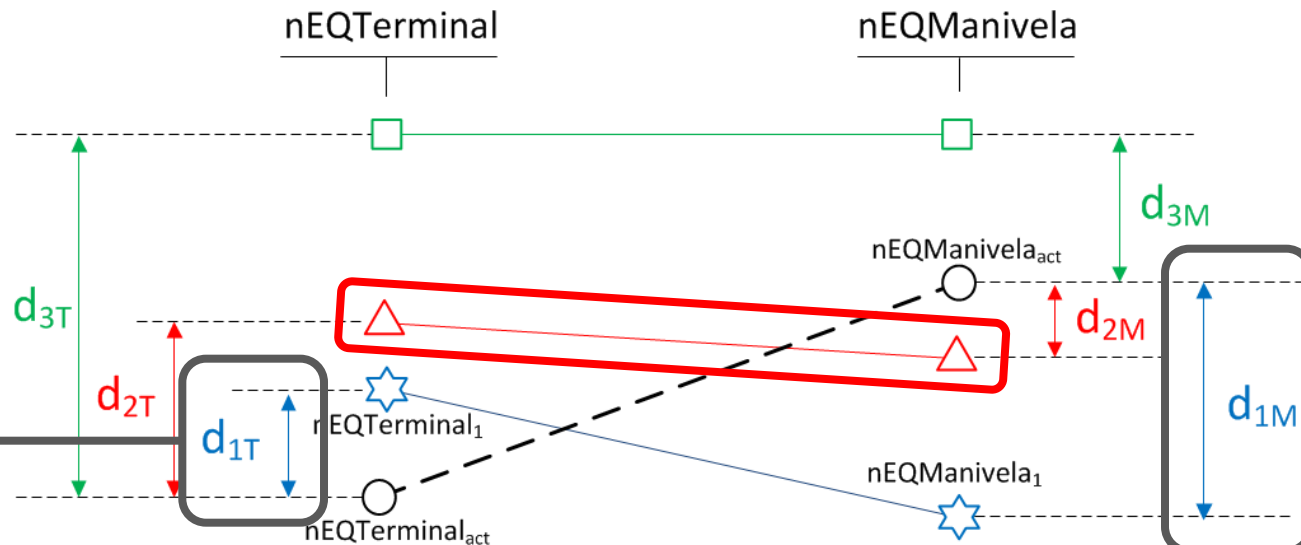 nEQTerminal
nEQManivela
d3M
nEQManivelaact
d3T
d2M
d2T
d1M
nEQTerminal1
d1T
nEQManivela1
nEQTerminalact